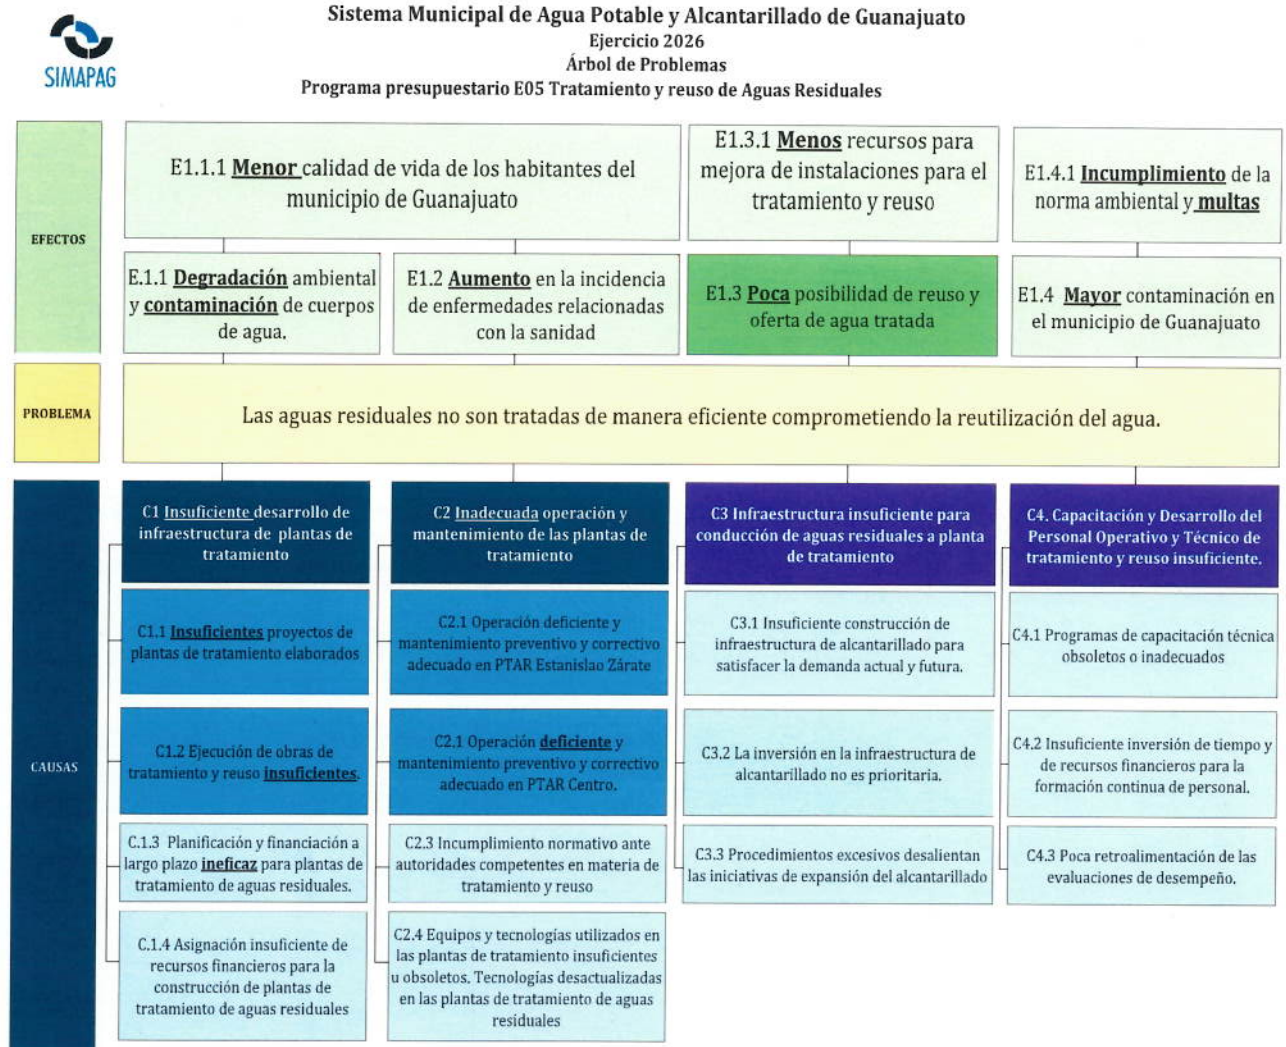 SIMAPAG
Sistema Municipal de Agua Potable y Alcantarillado de Guanajuato
Ejercicio 2026
Árbol de Problemas
Programa presupuestario E05 Tratamiento y reuso de Aguas Residuales
EFECTOS
E1.1.1 Menor calidad de vida de los habitantes del
municipio de Guanajuato
E1.3.1 Menos recursos para
mejora de instalaciones para el
tratamiento y reuso
E1.4.1 Incumplimiento de la
norma ambiental y multas
E.1.1 Degradación ambiental
y contaminación de cuerpos
de agua.
E1.2 Aumento en la incidencia
de enfermedades relacionadas
con la sanidad
E1.3 Poca posibilidad de reuso y
oferta de agua tratada
E1.4 Mayor contaminación en
el municipio de Guanajuato
PROBLEMA
Las aguas residuales no son tratadas de manera eficiente comprometiendo la reutilización del agua.
CAUSAS
C1 Insuficiente desarrollo de
infraestructura de plantas de
tratamiento
C2 Inadecuada operación y
mantenimiento de las plantas de
tratamiento
C3 Infraestructura insuficiente para
conducción de aguas residuales a planta
de tratamiento
C4. Capacitación y Desarrollo del
Personal Operativo y Técnico de
tratamiento y reuso insuficiente.
C1.1 Insuficientes proyectos de
plantas de tratamiento elaborados
C2.1 Operación deficiente y
mantenimiento preventivo y correctivo
adecuado en PTAR Estanislao Zárate
C3.1 Insuficiente construcción de
infraestructura de alcantarillado para
satisfacer la demanda actual y futura.
C4.1 Programas de capacitación técnica
obsoletos o inadecuados
C1.2 Ejecución de obras de
tratamiento y reuso insuficientes.
C2.1 Operación deficiente y
mantenimiento preventivo y correctivo
adecuado en PTAR Centro.
C3.2 La inversión en la infraestructura de
alcantarillado no es prioritaria.
C4.2 Insuficiente inversión de tiempo y
de recursos financieros para la
formación continua de personal.
C.1.3 Planificación y financiación a
largo plazo ineficaz para plantas de
tratamiento de aguas residuales.
C2.3 Incumplimiento normativo ante
autoridades competentes en materia de
tratamiento y reuso
C3.3 Procedimientos excesivos desalientan
las iniciativas de expansión del alcantarillado
C4.3 Poca retroalimentación de las
evaluaciones de desempeño.
C.1.4 Asignación insuficiente de
recursos financieros para la
construcción de plantas de
tratamiento de aguas residuales
C2.4 Equipos y tecnologías utilizados en
las plantas de tratamiento insuficientes
u obsoletos. Tecnologías desactualizadas
en las plantas de tratamiento de aguas
residuales